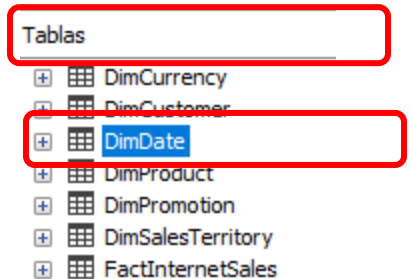 Tablas
DimCurrency
DimCustomer
DimDate
DimProduct
DimPromotion
DimSalesTerritory
FactInternetSales